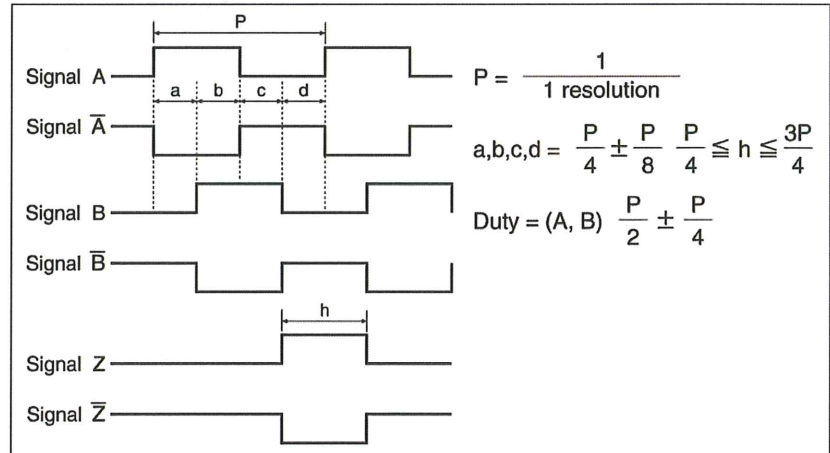 P
Signal A
a b c d
Signal A̅
Signal B
Signal B̅
h
Signal Z
Signal Z̅
P = 1 / 1 resolution
a,b,c,d = P/4 ± P/8 P/4 ≦ h ≦ 3P/4
Duty = (A, B) P/2 ± P/4